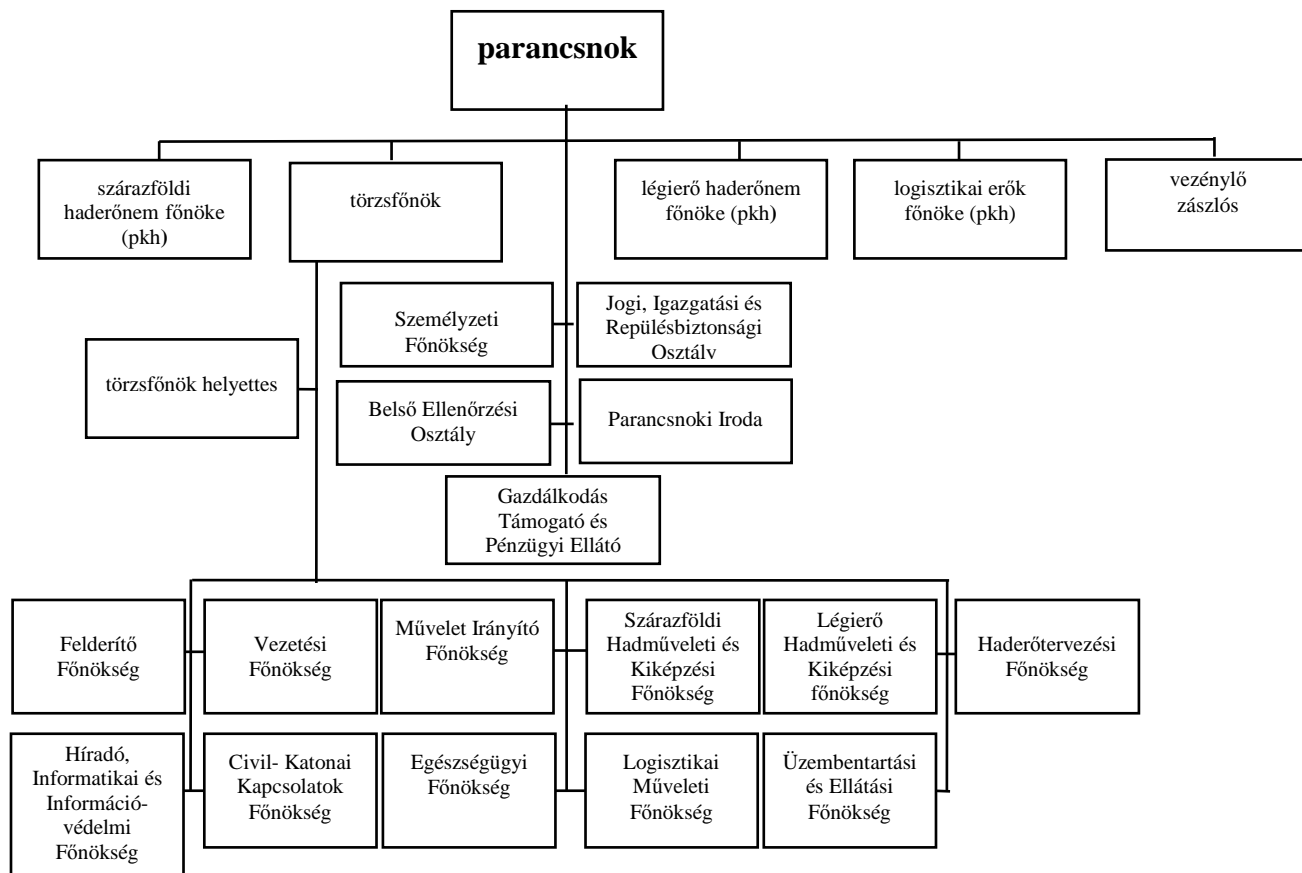 parancsnok
szárazföldi
haderőnem főnöke
(pkh)
törzsfőnök
légierő haderőnem
főnöke (pkh)
logisztikai erők
főnöke (pkh)
vezénylő
zászlós
Személyzeti
Főnökség
Jogi, Igazgatási és
Repülésbiztonsági
Osztálv
törzsfőnök helyettes
Belső Ellenőrzési
Osztály
Parancsnoki Iroda
Gazdálkodás
Támogató és
Pénzügyi Ellátó
Felderítő
Főnökség
Vezetési
Főnökség
Művelet Irányító
Főnökség
Szárazföldi
Hadműveleti és
Kiképzési
Főnökség
Légierő
Hadműveleti és
Kiképzési
főnökség
Haderőtervezési
Főnökség
Híradó,
Informatikai és
Információ-
védelmi
Főnökség
Civil- Katonai
Kapcsolatok
Főnökség
Egészségügyi
Főnökség
Logisztikai
Műveleti
Főnökség
Üzembentartási
és Ellátási
Főnökség